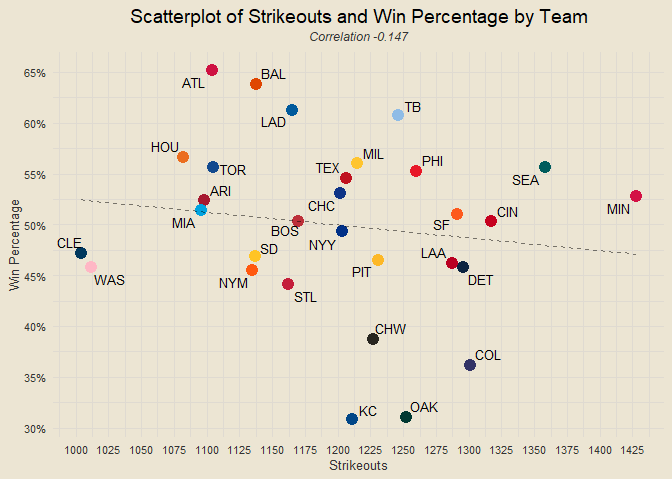 Scatterplot of Strikeouts and Win Percentage by Team
Correlation -0.147
65%
60%
55%
50%
45%
40%
35%
30%
Win Percentage
ATL
BAL
LAD
TB
HOU
TOR
TEX
MIL
PHI
SEA
ARI
MIA
CHC
BOS
NYY
SF
CIN
MIN
CLE
WAS
SD
NYM
STL
PIT
LAA
DET
CHW
COL
KC
OAK
1000 1025 1050 1075 1100 1125 1150 1175 1200 1225 1250 1275 1300 1325 1350 1375 1400 1425
Strikeouts